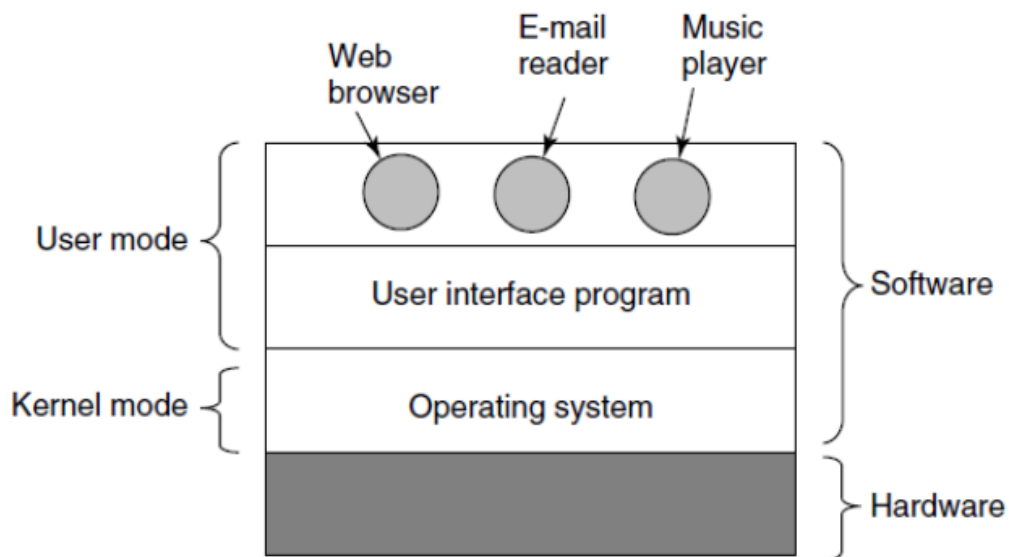 Web
browser
E-mail
reader
Music
player
User mode
User interface program
Software
Kernel mode
Operating system
Hardware